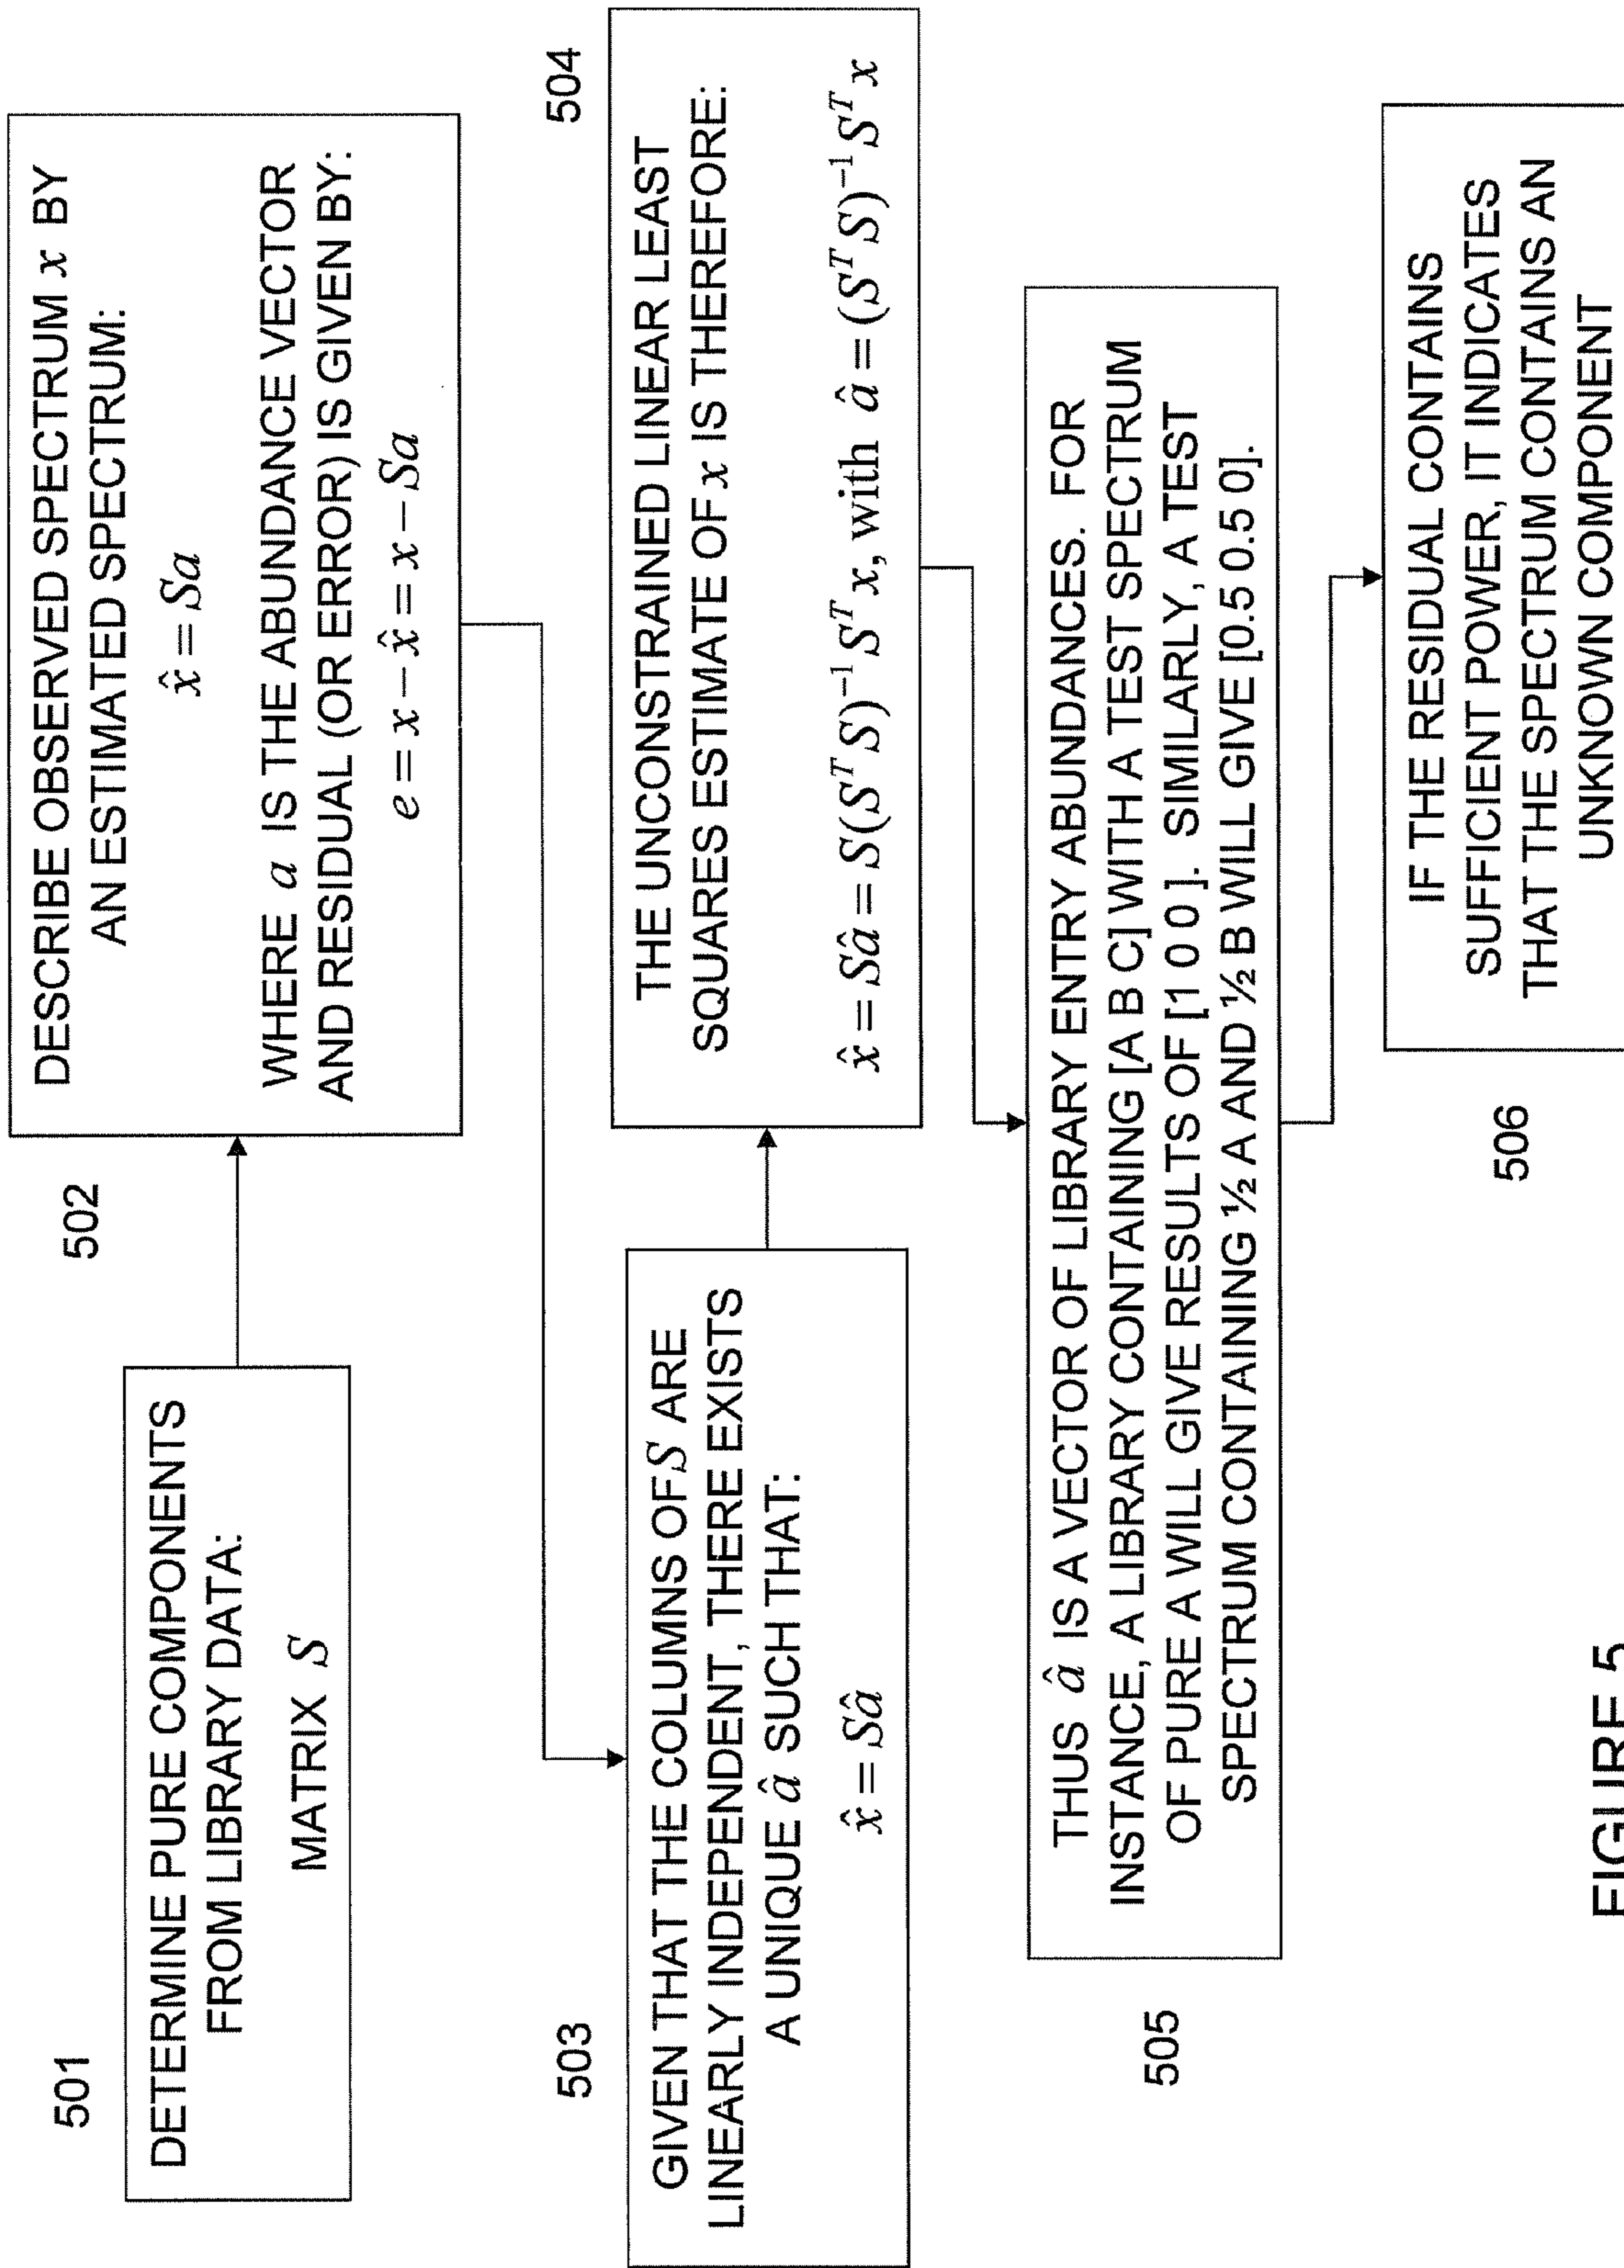 501
DETERMINE PURE COMPONENTS
FROM LIBRARY DATA:
MATRIX S
502
DESCRIBE OBSERVED SPECTRUM x BY
AN ESTIMATED SPECTRUM:
x̂ = Sa
WHERE a IS THE ABUNDANCE VECTOR
AND RESIDUAL (OR ERROR) IS GIVEN BY:
e = x − x̂ = x − Sa
503
GIVEN THAT THE COLUMNS OF S ARE
LINEARLY INDEPENDENT, THERE EXISTS
A UNIQUE â SUCH THAT:
x̂ = Sâ
504
THE UNCONSTRAINED LINEAR LEAST
SQUARES ESTIMATE OF x IS THEREFORE:
x̂ = Sâ = S(SᵀS)⁻¹Sᵀx, with â = (SᵀS)⁻¹Sᵀx
505
THUS â IS A VECTOR OF LIBRARY ENTRY ABUNDANCES. FOR
INSTANCE, A LIBRARY CONTAINING [A B C] WITH A TEST SPECTRUM
OF PURE A WILL GIVE RESULTS OF [1 0 0]. SIMILARLY, A TEST
SPECTRUM CONTAINING ½ A AND ½ B WILL GIVE [0.5 0.5 0].
506
IF THE RESIDUAL CONTAINS
SUFFICIENT POWER, IT INDICATES
THAT THE SPECTRUM CONTAINS AN
UNKNOWN COMPONENT
FIGURE 5